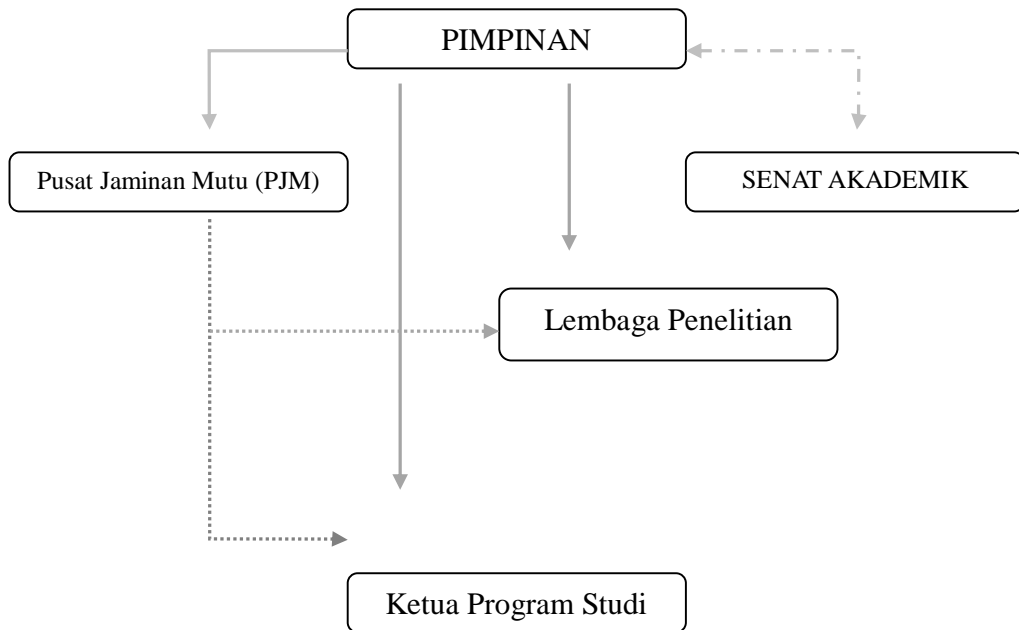 PIMPINAN
Pusat Jaminan Mutu (PJM)
SENAT AKADEMIK
Lembaga Penelitian
Ketua Program Studi